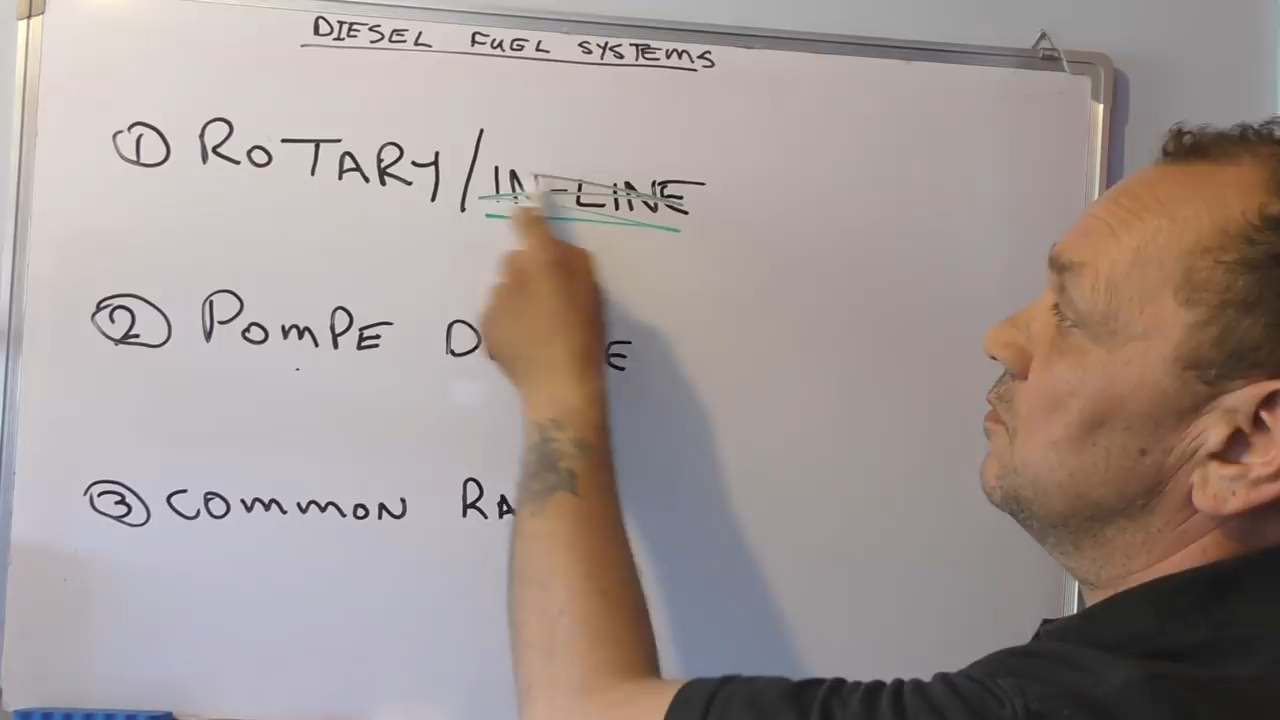 DIESEL FUEL SYSTEMS
① ROTARY/IN-LINE
② POMPE
③ COMMON